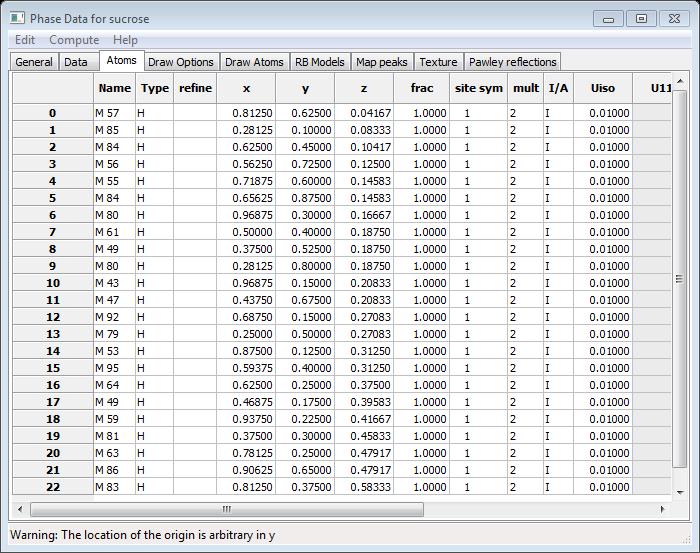 Phase Data for sucrose
Edit Compute Help
General Data Atoms Draw Options Draw Atoms RB Models Map peaks Texture Pawley reflections
Name Type refine x y z frac site sym mult I/A Uiso U11
0 M 57 H 0.81250 0.62500 0.04167 1.0000 1 2 I 0.01000
1 M 85 H 0.28125 0.10000 0.08333 1.0000 1 2 I 0.01000
2 M 84 H 0.62500 0.45000 0.10417 1.0000 1 2 I 0.01000
3 M 56 H 0.56250 0.72500 0.12500 1.0000 1 2 I 0.01000
4 M 55 H 0.71875 0.60000 0.14583 1.0000 1 2 I 0.01000
5 M 84 H 0.65625 0.87500 0.14583 1.0000 1 2 I 0.01000
6 M 80 H 0.96875 0.30000 0.16667 1.0000 1 2 I 0.01000
7 M 61 H 0.50000 0.40000 0.18750 1.0000 1 2 I 0.01000
8 M 49 H 0.37500 0.52500 0.18750 1.0000 1 2 I 0.01000
9 M 80 H 0.28125 0.80000 0.18750 1.0000 1 2 I 0.01000
10 M 43 H 0.96875 0.15000 0.20833 1.0000 1 2 I 0.01000
11 M 47 H 0.43750 0.67500 0.20833 1.0000 1 2 I 0.01000
12 M 92 H 0.68750 0.15000 0.27083 1.0000 1 2 I 0.01000
13 M 79 H 0.25000 0.50000 0.27083 1.0000 1 2 I 0.01000
14 M 53 H 0.87500 0.12500 0.31250 1.0000 1 2 I 0.01000
15 M 95 H 0.59375 0.40000 0.31250 1.0000 1 2 I 0.01000
16 M 64 H 0.62500 0.25000 0.37500 1.0000 1 2 I 0.01000
17 M 49 H 0.46875 0.17500 0.39583 1.0000 1 2 I 0.01000
18 M 59 H 0.93750 0.22500 0.41667 1.0000 1 2 I 0.01000
19 M 81 H 0.37500 0.30000 0.45833 1.0000 1 2 I 0.01000
20 M 63 H 0.78125 0.25000 0.47917 1.0000 1 2 I 0.01000
21 M 86 H 0.90625 0.65000 0.47917 1.0000 1 2 I 0.01000
22 M 83 H 0.81250 0.37500 0.58333 1.0000 1 2 I 0.01000
Warning: The location of the origin is arbitrary in y